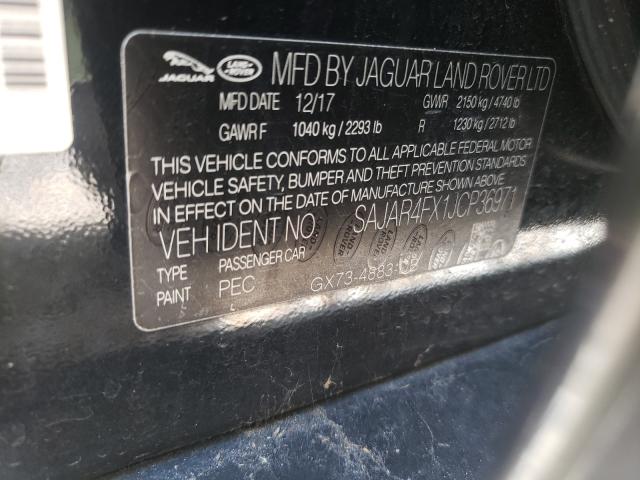 JAGUAR LAND ROVER MFD BY JAGUAR LAND ROVER LTD
MFD DATE 12/17 GVWR 2150 kg / 4740 lb
GAWR F 1040 kg / 2293 lb R 1230 kg / 2712 lb
THIS VEHICLE CONFORMS TO ALL APPLICABLE FEDERAL MOTOR
VEHICLE SAFETY, BUMPER AND THEFT PREVENTION STANDARDS
IN EFFECT ON THE DATE OF MANUFACTURE SHOWN ABOVE.
VEH IDENT NO SAJAR4FX1JCP36971
TYPE PASSENGER CAR
PAINT PEC